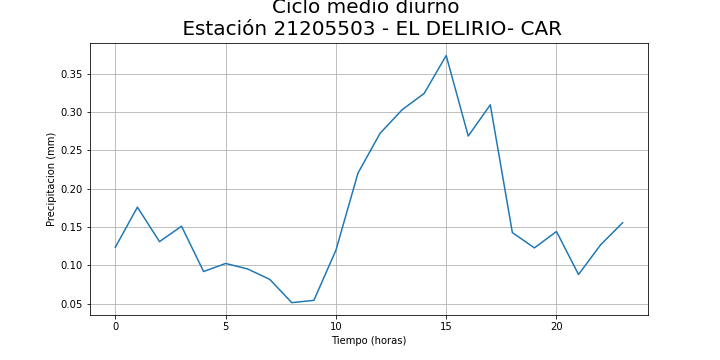 Ciclo medio diurno
Estación 21205503 - EL DELIRIO- CAR
0.35
0.30
0.25
0.20
0.15
0.10
0.05
Precipitacion (mm)
0 5 10 15 20
Tiempo (horas)